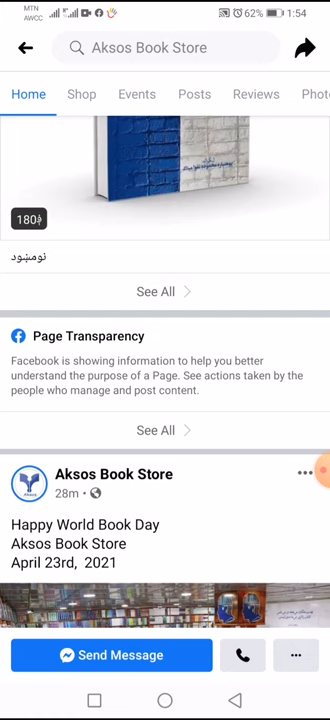 MTN
AWCC
62%
1:54
Aksos Book Store
Home
Shop
Events
Posts
Reviews
Phot
180؋
نومښود
See All
Page Transparency
Facebook is showing information to help you better
understand the purpose of a Page. See actions taken by the
people who manage and post content.
See All
Aksos Book Store
28m
Happy World Book Day
Aksos Book Store
April 23rd, 2021
Send Message